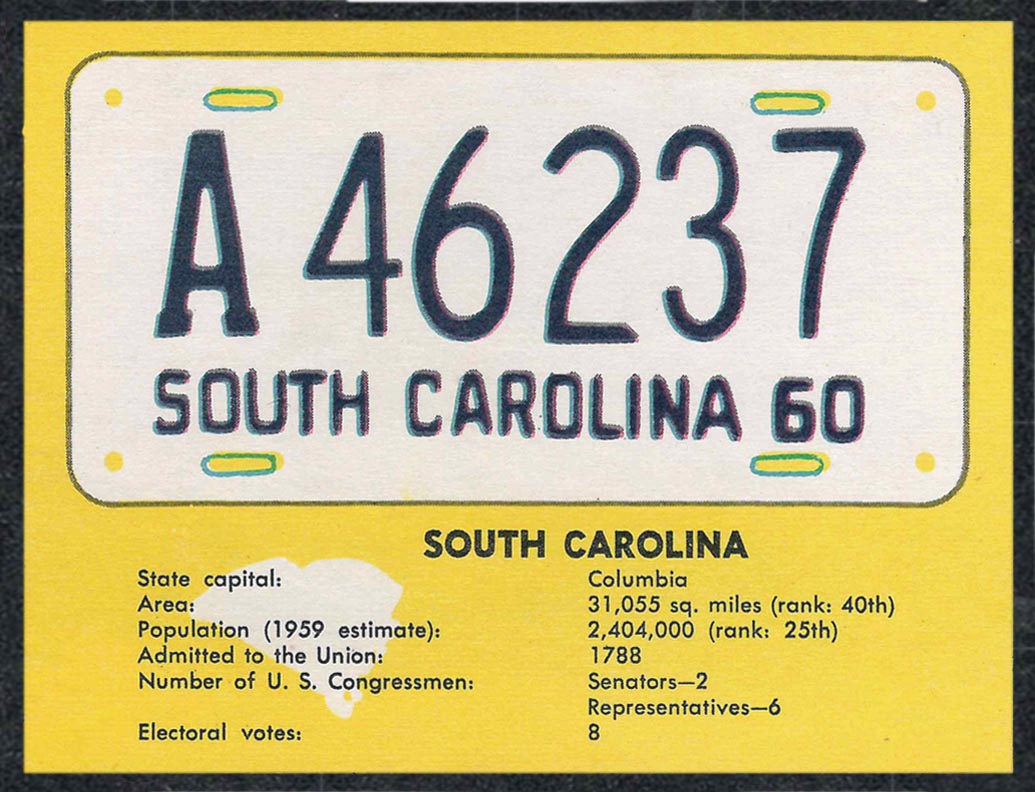 A 46237
SOUTH CAROLINA 60
SOUTH CAROLINA
State capital: Columbia
Area: 31,055 sq. miles (rank: 40th)
Population (1959 estimate): 2,404,000 (rank: 25th)
Admitted to the Union: 1788
Number of U. S. Congressmen: Senators—2
Representatives—6
Electoral votes: 8